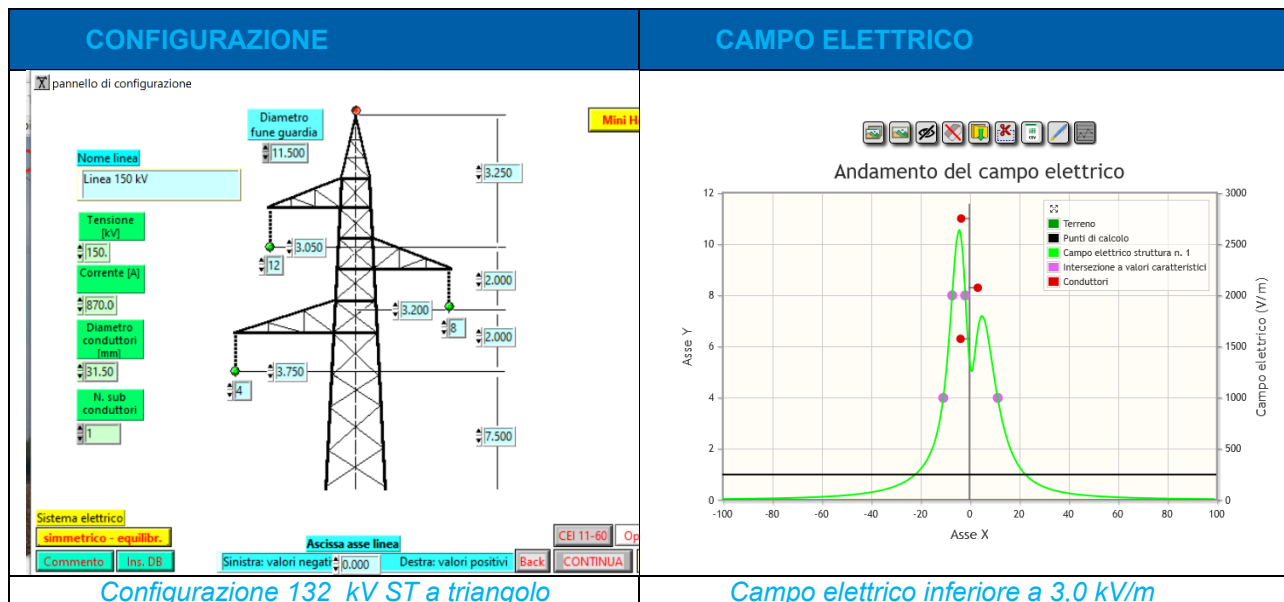 CONFIGURAZIONE
CAMPO ELETTRICO
X pannello di configurazione
Diametro
fune guardia
11.500
Mini H
Nome linea
Linea 150 kV
3.250
Tensione
[kV]
150.
Corrente [A]
870.0
Diametro
conduttori
[mm]
31.50
N. sub
conduttori
1
3.050
12
2.000
3.200
8
2.000
3.750
4
7.500
Sistema elettrico
simmetrico - equilibr.
Commento
Ins. DB
Ascissa asse linea
Sinistra: valori negati
0.000
Destra: valori positivi
Back
CEI 11-60
Op
CONTINUA
Andamento del campo elettrico
Terreno
Punti di calcolo
Campo elettrico struttura n. 1
Intersezione a valori caratteristici
Conduttori
Asse Y
12
10
8
6
4
2
0
-100 -80 -60 -40 -20 0 20 40 60 80 100
Asse X
3000
2500
2000
1500
1000
500
0
Campo elettrico (V/m)
Configurazione 132 kV ST a triangolo
Campo elettrico inferiore a 3.0 kV/m